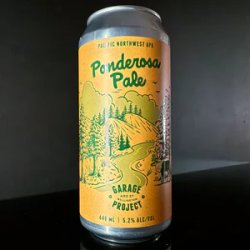 PACIFIC NORTHWEST APA
Ponderosa
Pale
GARAGE
PROJECT
440 ml | 5.2% ALC/VOL